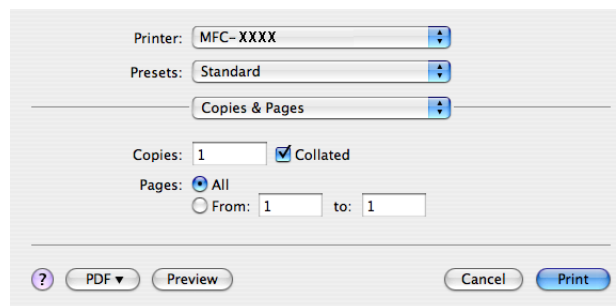 Printer: MFC-XXXX
Presets: Standard
Copies & Pages
Copies: 1 Collated
Pages: All
From: 1 to: 1
? PDF ▼ Preview Cancel Print